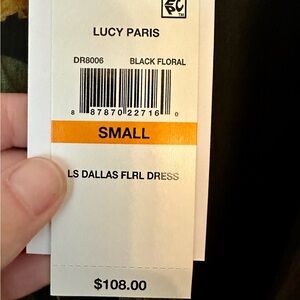 LUCY PARIS
DR8006 BLACK FLORAL
8 87870 22716 0
SMALL
LS DALLAS FLRL DRESS
$108.00